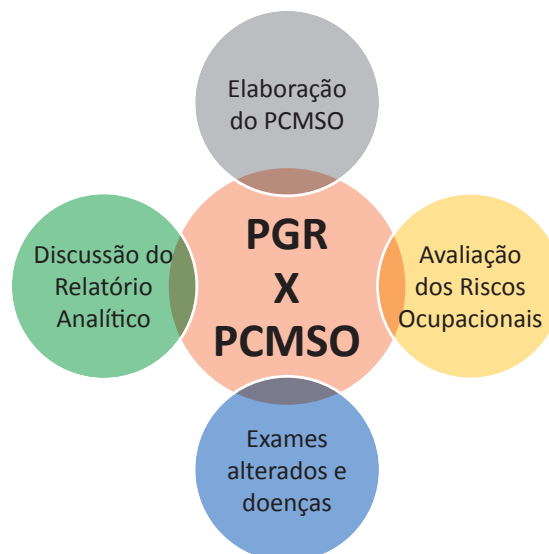 Elaboração
do PCMSO
Discussão do
Relatório
Analítico
PGR
X
PCMSO
Avaliação
dos Riscos
Ocupacionais
Exames
alterados e
doenças